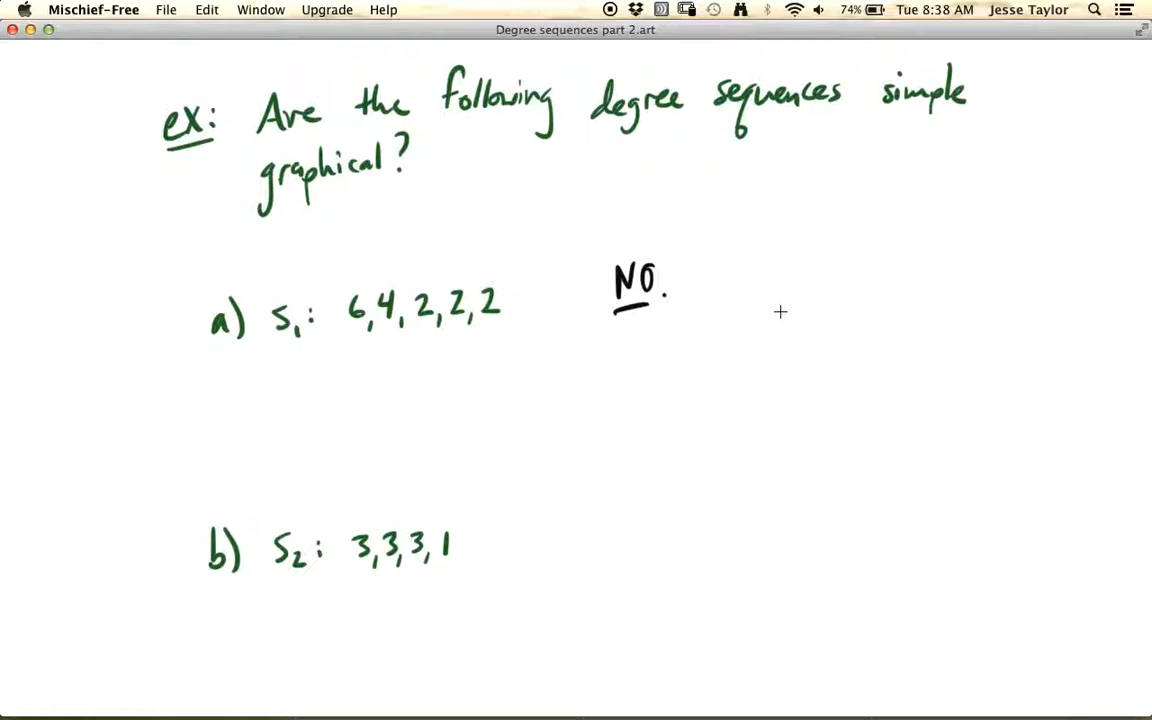 Mischief-Free File Edit Window Upgrade Help 74% Tue 8:38 AM Jesse Taylor
Degree sequences part 2.art
ex: Are the following degree sequences simple
graphical?
a) S₁: 6,4,2,2,2 NO.
b) S₂: 3,3,3,1